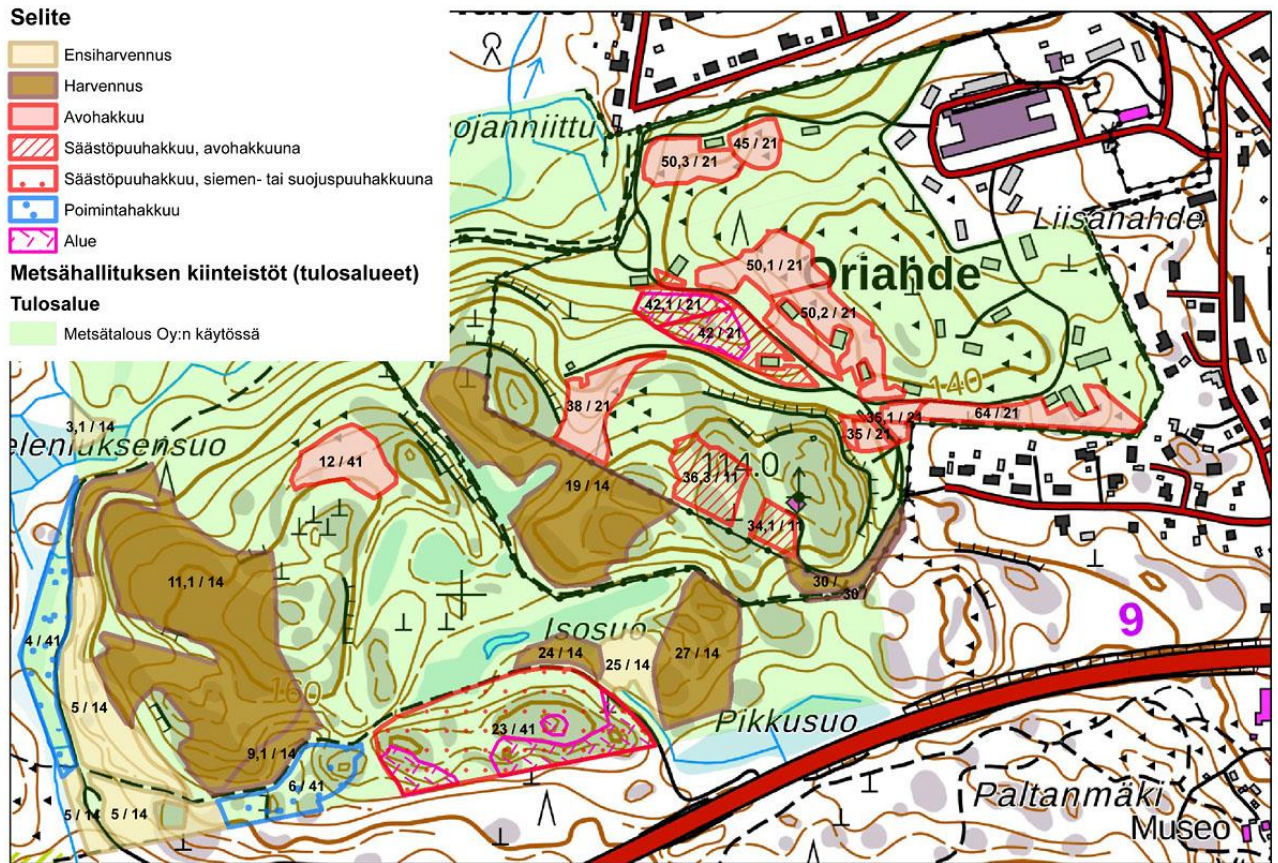 Selite
Ensiharvennus
Harvennus
Avohakkuu
Säästöpuuhakkuu, avohakkuuna
Säästöpuuhakkuu, siemen- tai suojuspuuhakkuuna
Poimintahakkuu
Alue
Metsähallituksen kiinteistöt (tulosalueet)
Tulosalue
Metsätalous Oy:n käytössä
ojanniittu
45 / 21
50,3 / 21
Liisanahde
50,1 / 21
Oriahde
42,1 / 21
50,2 / 21
42 / 21
140
38 / 21
64 / 21
35,1 / 21
35 / 21
3,1 / 14
eleniuksensuo
12 / 41
114.0
36,3 / 11
19 / 14
34,1 / 11
11,1 / 14
30 /
30 /
9
4 / 41
Isosuo
24 / 14
25 / 14
27 / 14
160
5 / 14
23 / 41
Pikkusuo
9,1 / 14
6 / 41
5 / 14
5 / 14
Paltanmäki
Museo